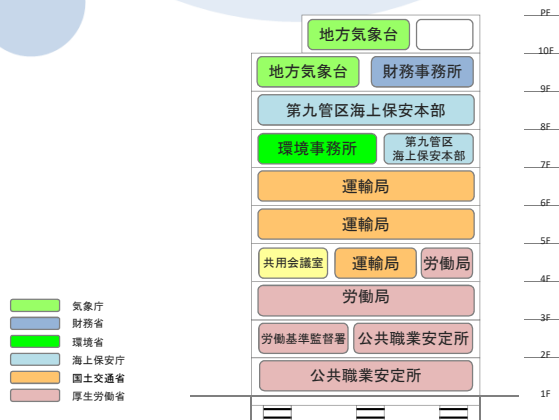 PF
地方気象台
10F
地方気象台 財務事務所
9F
第九管区海上保安本部
8F
環境事務所 第九管区
海上保安本部
7F
運輸局
6F
運輸局
5F
共用会議室 運輸局 労働局
4F
労働局
3F
労働基準監督署 公共職業安定所
2F
公共職業安定所
1F
気象庁
財務省
環境省
海上保安庁
国土交通省
厚生労働省